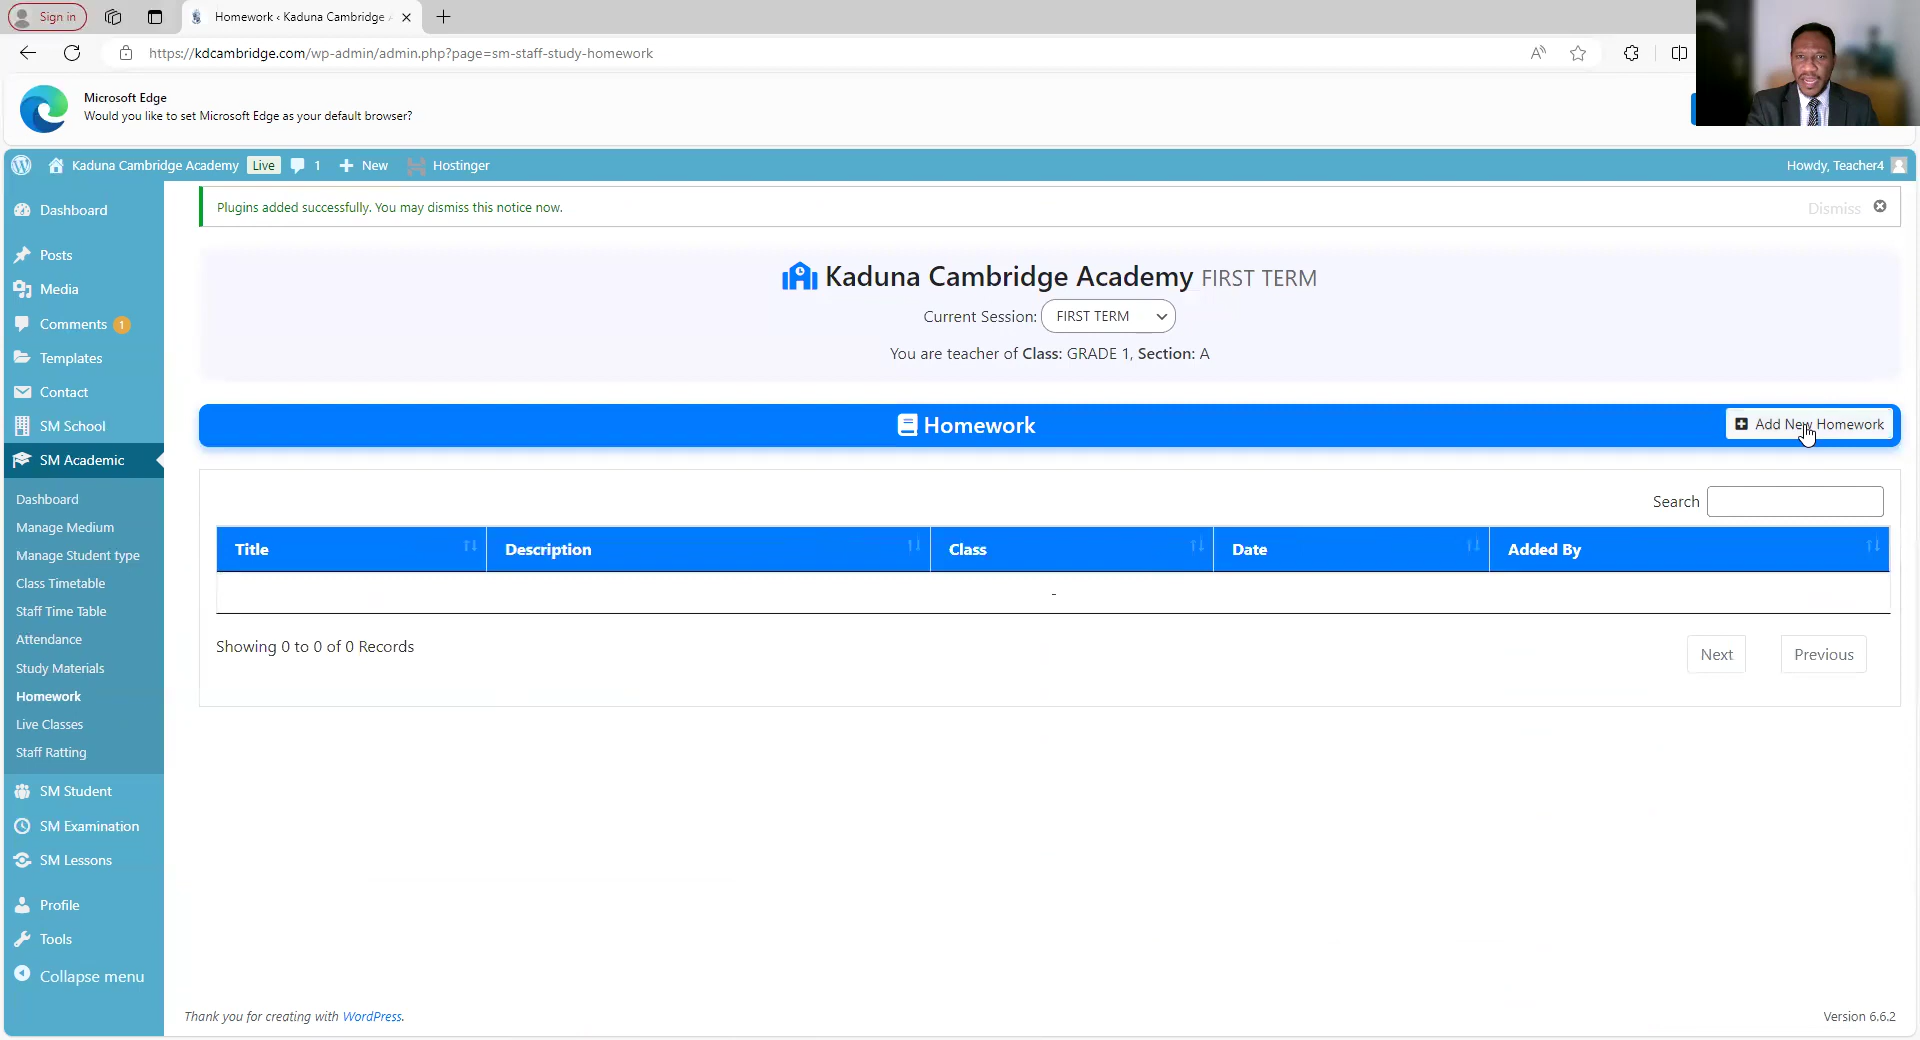 Sign in
Homework ‹ Kaduna Cambridge A
https://kdcambridge.com/wp-admin/admin.php?page=sm-staff-study-homework
Microsoft Edge
Would you like to set Microsoft Edge as your default browser?
Kaduna Cambridge Academy Live 1 New Hostinger
Howdy, Teacher4
Dashboard
Posts
Media
Comments 1
Templates
Contact
SM School
SM Academic
Dashboard
Manage Medium
Manage Student type
Class Timetable
Staff Time Table
Attendance
Study Materials
Homework
Live Classes
Staff Ratting
SM Student
SM Examination
SM Lessons
Profile
Tools
Collapse menu
Plugins added successfully. You may dismiss this notice now.
Dismiss
Kaduna Cambridge Academy FIRST TERM
Current Session: FIRST TERM
You are teacher of Class: GRADE 1, Section: A
Homework
Add New Homework
Search
Title Description Class Date Added By
-
Showing 0 to 0 of 0 Records
Next Previous
Thank you for creating with WordPress.
Version 6.6.2